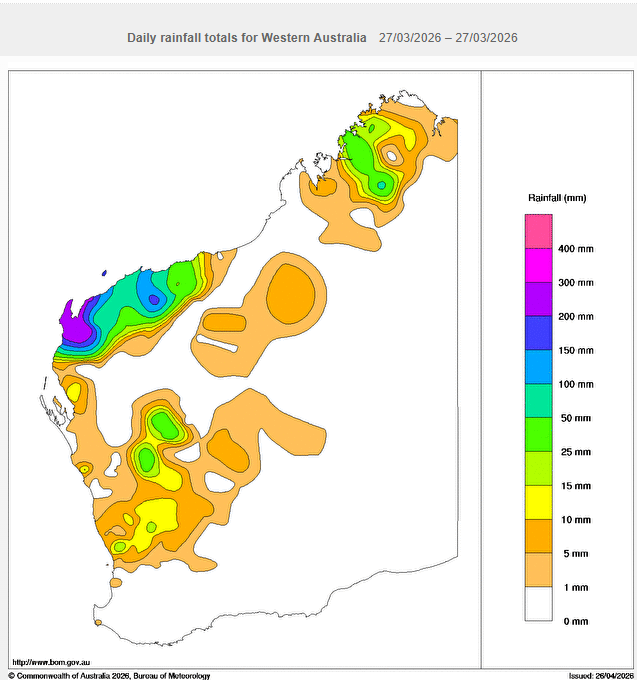 Daily rainfall totals for Western Australia 27/03/2026 – 27/03/2026
Rainfall (mm)
400 mm
300 mm
200 mm
150 mm
100 mm
50 mm
25 mm
15 mm
10 mm
5 mm
1 mm
0 mm
http://www.bom.gov.au
© Commonwealth of Australia 2026, Bureau of Meteorology
Issued: 26/04/2026